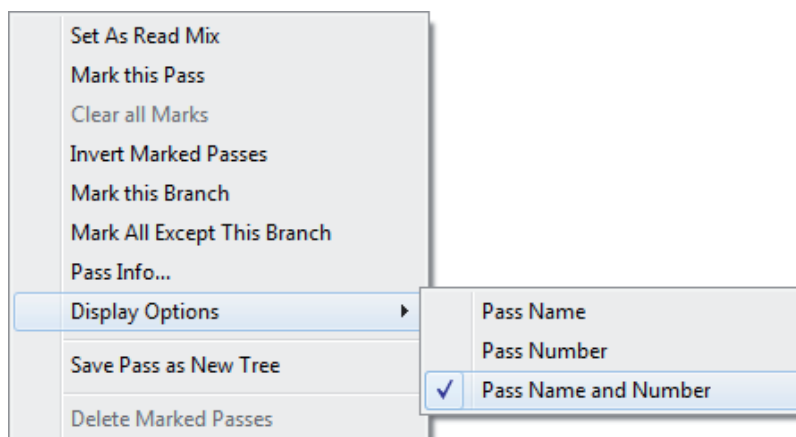 Set As Read Mix
Mark this Pass
Clear all Marks
Invert Marked Passes
Mark this Branch
Mark All Except This Branch
Pass Info...
Display Options
Pass Name
Pass Number
Pass Name and Number
Save Pass as New Tree
Delete Marked Passes